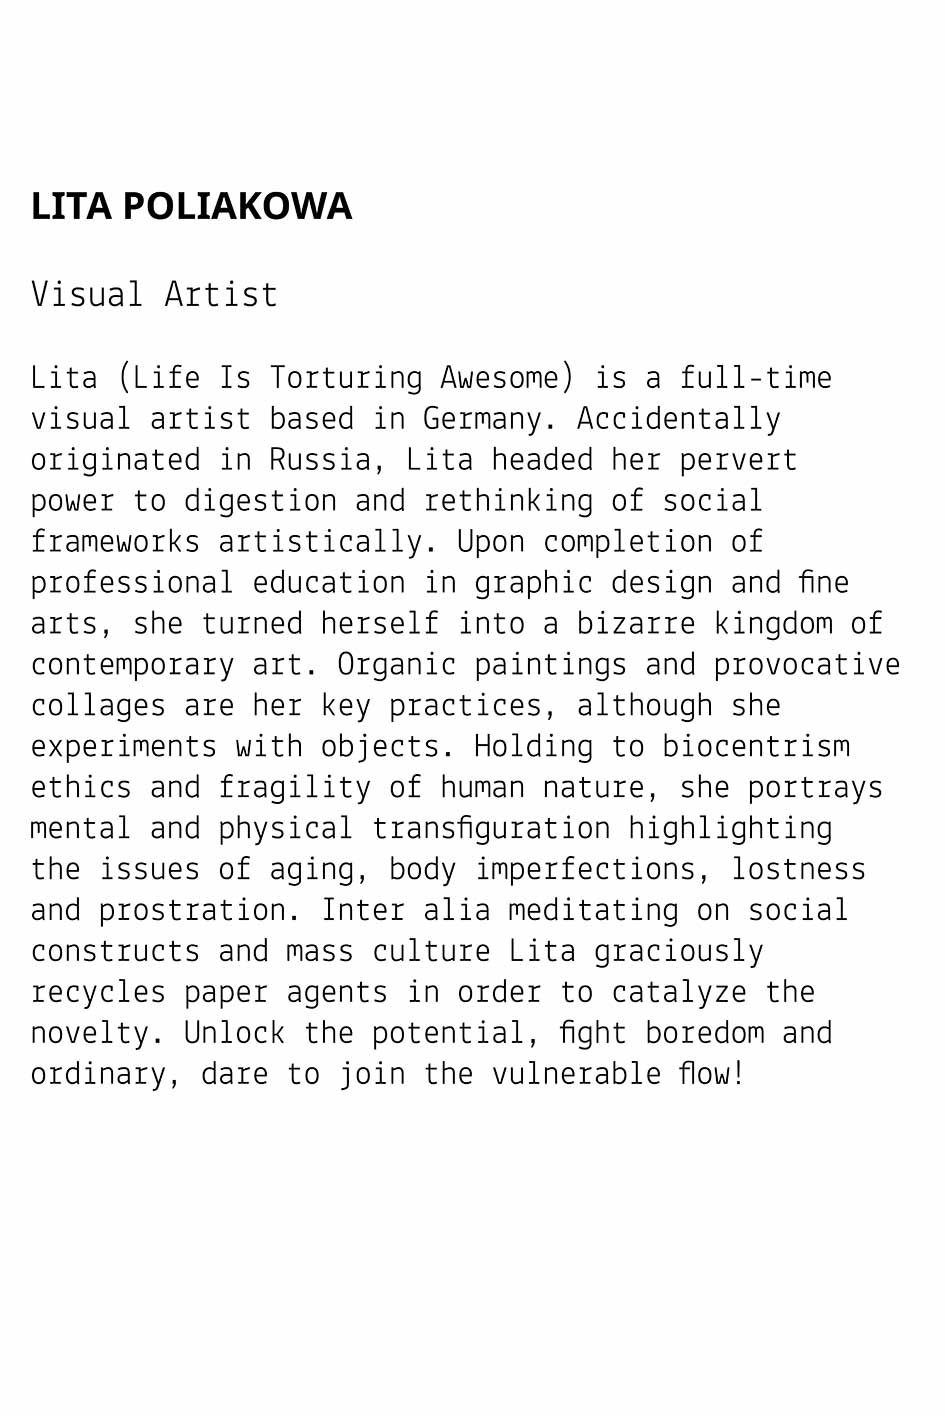 LITA POLIAKOWA
Visual Artist
Lita (Life Is Torturing Awesome) is a full-time
visual artist based in Germany. Accidentally
originated in Russia, Lita headed her pervert
power to digestion and rethinking of social
frameworks artistically. Upon completion of
professional education in graphic design and fine
arts, she turned herself into a bizarre kingdom of
contemporary art. Organic paintings and provocative
collages are her key practices, although she
experiments with objects. Holding to biocentrism
ethics and fragility of human nature, she portrays
mental and physical transfiguration highlighting
the issues of aging, body imperfections, lostness
and prostration. Inter alia meditating on social
constructs and mass culture Lita graciously
recycles paper agents in order to catalyze the
novelty. Unlock the potential, fight boredom and
ordinary, dare to join the vulnerable flow!